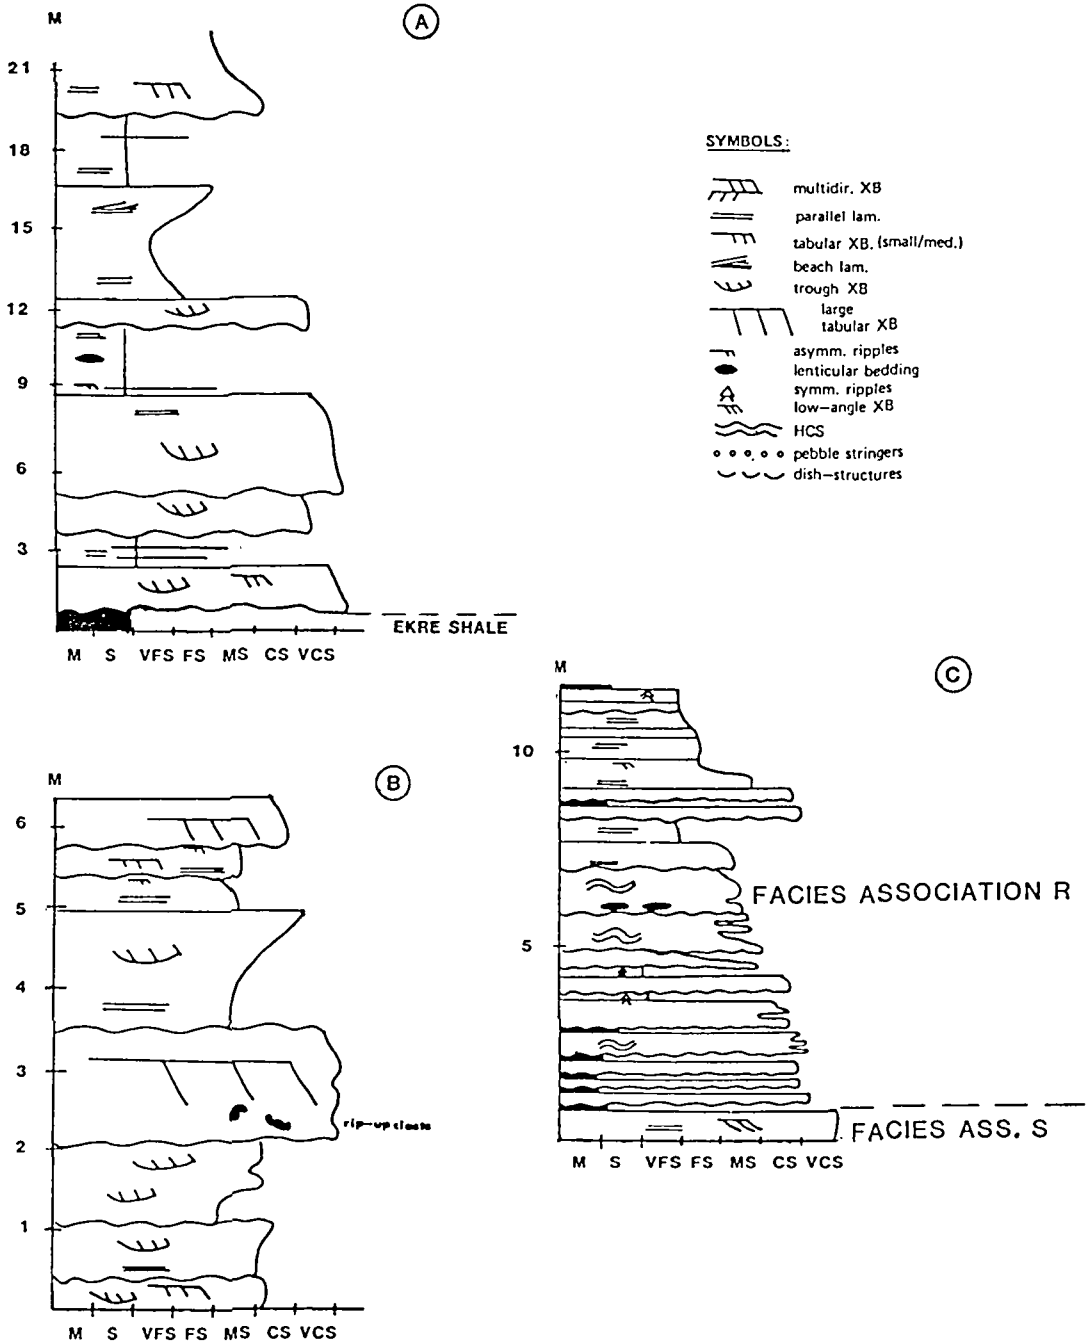 M
A
21
18
15
12
9
6
3
EKRE SHALE
M S VFS FS MS CS VCS
SYMBOLS:
multidir. XB
parallel lam.
tabular XB. (small/med.)
beach lam.
trough XB
large
tabular XB
asymm. ripples
lenticular bedding
symm. ripples
low-angle XB
HCS
pebble stringers
dish-structures
M
B
6
5
4
3
2
1
rip-up clasts
M S VFS FS MS CS VCS
M
C
10
5
FACIES ASSOCIATION R
FACIES ASS. S
M S VFS FS MS CS VCS